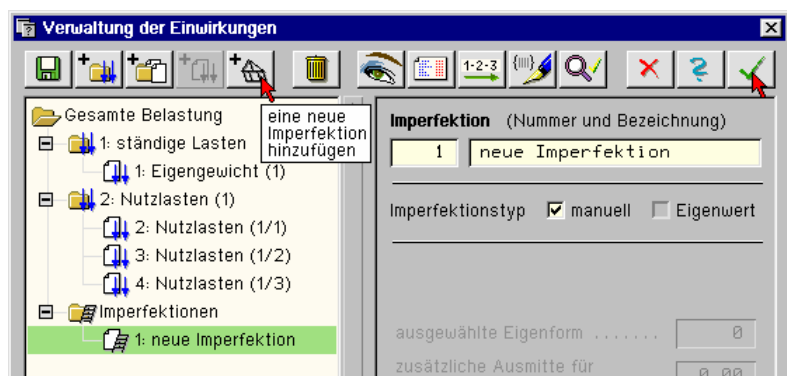 Verwaltung der Einwirkungen
1-2-3
Gesamte Belastung
1: ständige Lasten
1: Eigengewicht (1)
2: Nutzlasten (1)
2: Nutzlasten (1/1)
3: Nutzlasten (1/2)
4: Nutzlasten (1/3)
Imperfektionen
1: neue Imperfektion
eine neue
Imperfektion
hinzufügen
Imperfektion (Nummer und Bezeichnung)
1 neue Imperfektion
Imperfektionstyp manuell Eigenwert
ausgewählte Eigenform ....... 0
zusätzliche Ausmitte für
0.00